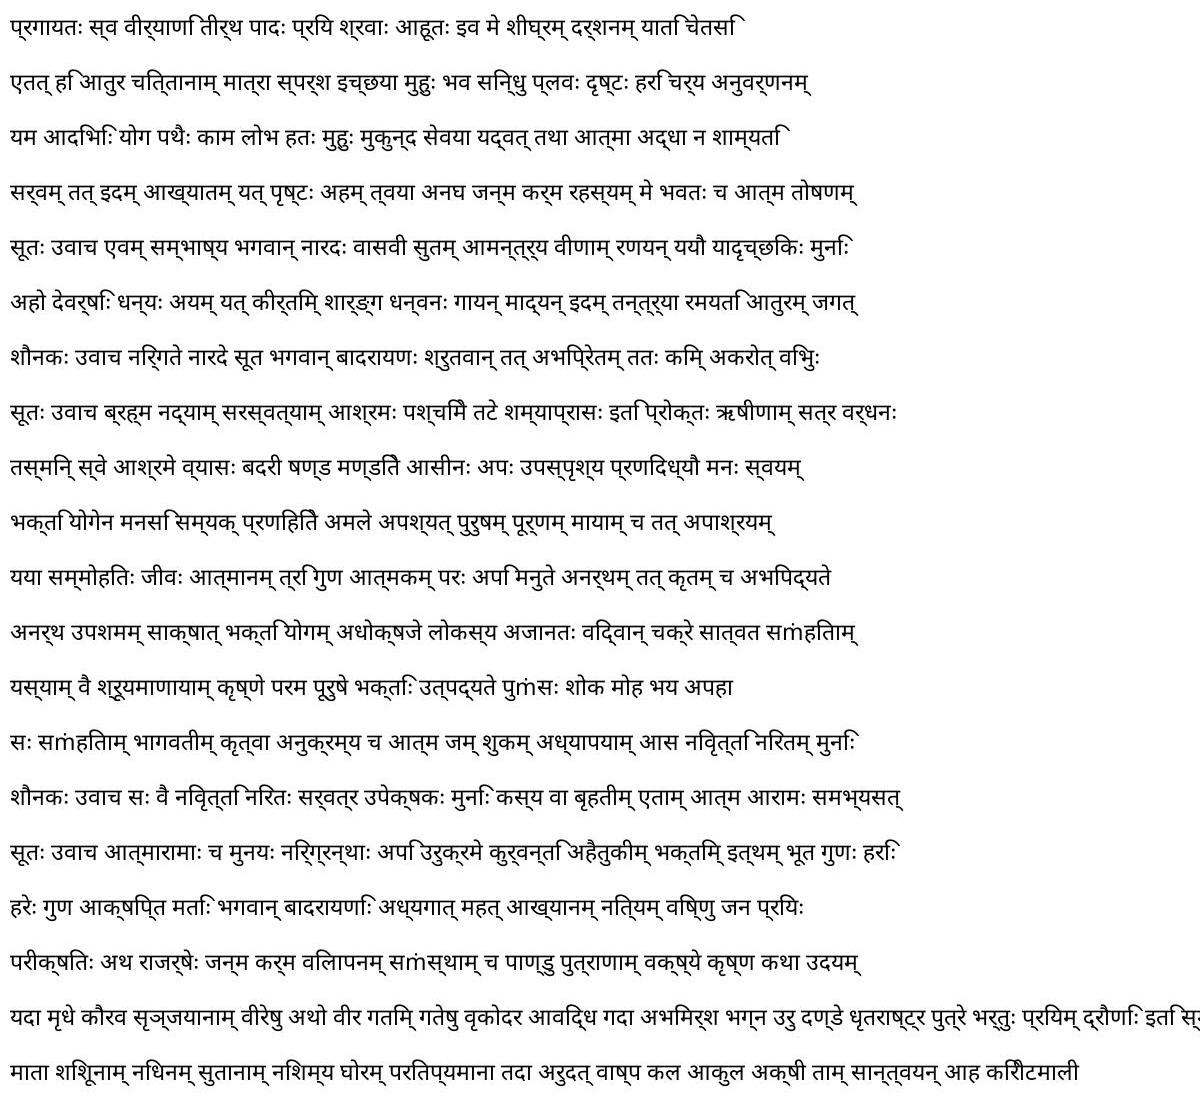 प्रगायतः स्व वीर्याणि तीर्थ पादः प्रिय श्रवाः आहूतः इव मे शीघ्रम् दर्शनम् याति चेतसि
एतत् हि आतुर चित्तानाम् मात्रा स्पर्श इच्छया मुहुः भव सिन्धु प्लवः दृष्टः हरि चर्य अनुवर्णनम्
यम आदिभिः योग पथैः काम लोभ हतः मुहुः मुकुन्द सेवया यद्वत् तथा आत्मा अद्धा न शाम्यति
सर्वम् तत् इदम् आख्यातम् यत् पृष्टः अहम् त्वया अनघ जन्म कर्म रहस्यम् मे भवतः च आत्म तोषणम्
सूतः उवाच एवम् सम्भाष्य भगवान् नारदः वासवी सुतम् आमन्त्र्य वीणाम् रणयन् ययौ यादृच्छिकः मुनिः
अहो देवर्षिः धन्यः अयम् यत् कीर्तिम् शार्ङ्ग धन्वनः गायन् माद्यन् इदम् तन्त्र्या रमयति आतुरम् जगत्
शौनकः उवाच निर्गते नारदे सूत भगवान् बादरायणः श्रुतवान् तत् अभिप्रेतम् ततः किम् अकरोत् विभुः
सूतः उवाच ब्रह्म नद्याम् सरस्वत्याम् आश्रमः पश्चिमे तटे शम्याप्रासः इति प्रोक्तः ऋषीणाम् सत्र वर्धनः
तस्मिन् स्वे आश्रमे व्यासः बदरी षण्ड मण्डिते आसीनः अपः उपस्पृश्य प्रणिदध्यौ मनः स्वयम्
भक्ति योगेन मनसि सम्यक् प्रणिहिते अमले अपश्यत् पुरुषम् पूर्णम् मायाम् च तत् अपाश्रयम्
यया सम्मोहितः जीवः आत्मानम् त्रि गुण आत्मकम् परः अपि मनुते अनर्थम् तत् कृतम् च अभिपद्यते
अनर्थ उपशमम् साक्षात् भक्ति योगम् अधोक्षजे लोकस्य अजानतः विद्वान् चक्रे सात्वत सṁहिताम्
यस्याम् वै श्रूयमाणायाम् कृष्णे परम पूरुषे भक्तिः उत्पद्यते पुṁसः शोक मोह भय अपहा
सः सṁहिताम् भागवतीम् कृत्वा अनुक्रम्य च आत्म जम् शुकम् अध्यापयाम् आस निवृत्ति निरतम् मुनिः
शौनकः उवाच सः वै निवृत्ति निरतः सर्वत्र उपेक्षकः मुनिः कस्य वा बृहतीम् एताम् आत्म आरामः समभ्यसत्
सूतः उवाच आत्मारामाः च मुनयः निर्ग्रन्थाः अपि उरुक्रमे कुर्वन्ति अहैतुकीम् भक्तिम् इत्थम् भूत गुणः हरिः
हरेः गुण आक्षिप्त मतिः भगवान् बादरायणिः अध्यगात् महत् आख्यानम् नित्यम् विष्णु जन प्रियः
परीक्षितः अथ राजर्षेः जन्म कर्म विलापनम् सṁस्थाम् च पाण्डु पुत्राणाम् वक्ष्ये कृष्ण कथा उदयम्
यदा मृधे कौरव सृञ्जयानाम् वीरेषु अथो वीर गतिम् गतेषु वृकोदर आविद्ध गदा अभिमर्श भग्न उरु दण्डे धृतराष्ट्र पुत्रे भर्तुः प्रियम् द्रौणिः इति
माता शिशूनाम् निधनम् सुतानाम् निशम्य घोरम् परितप्यमाना तदा अरुदत् वाष्प कल आकुल अक्षी ताम् सान्त्वयन् आह किरीटमाली